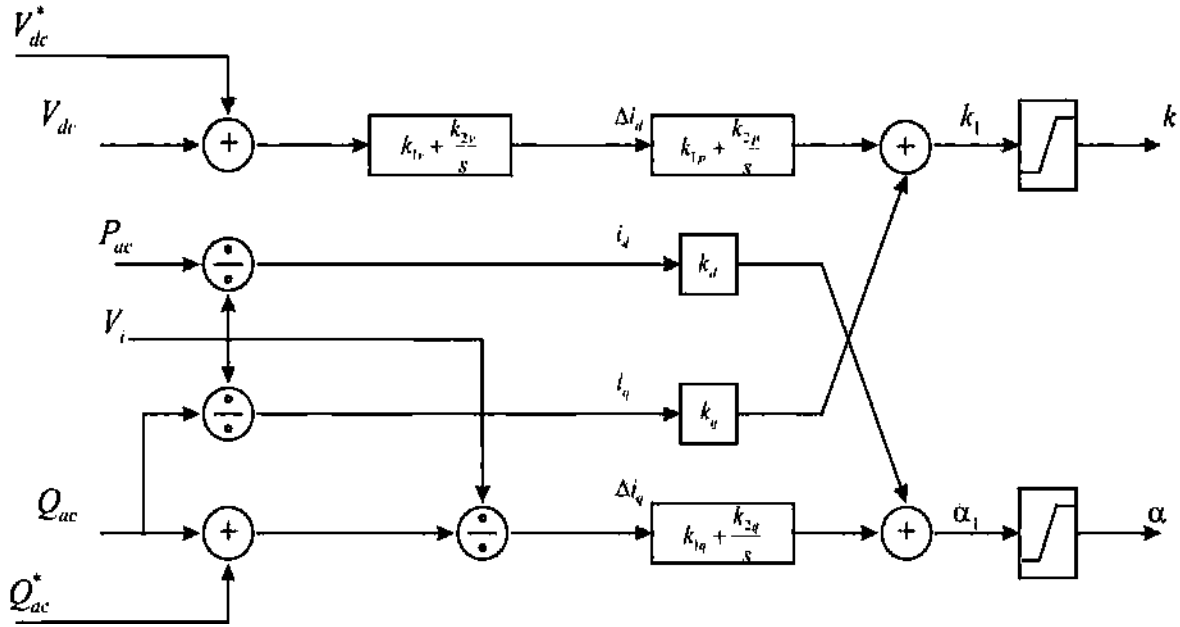 V*dc
Vdc
+
k1v + k2v/s
Δid
k1p + k2p/s
+
k1
k
Pac
÷
id
kd
Vi
÷
iq
kq
Qac
+
÷
Δiq
k1q + k2q/s
+
α1
α
Q*ac